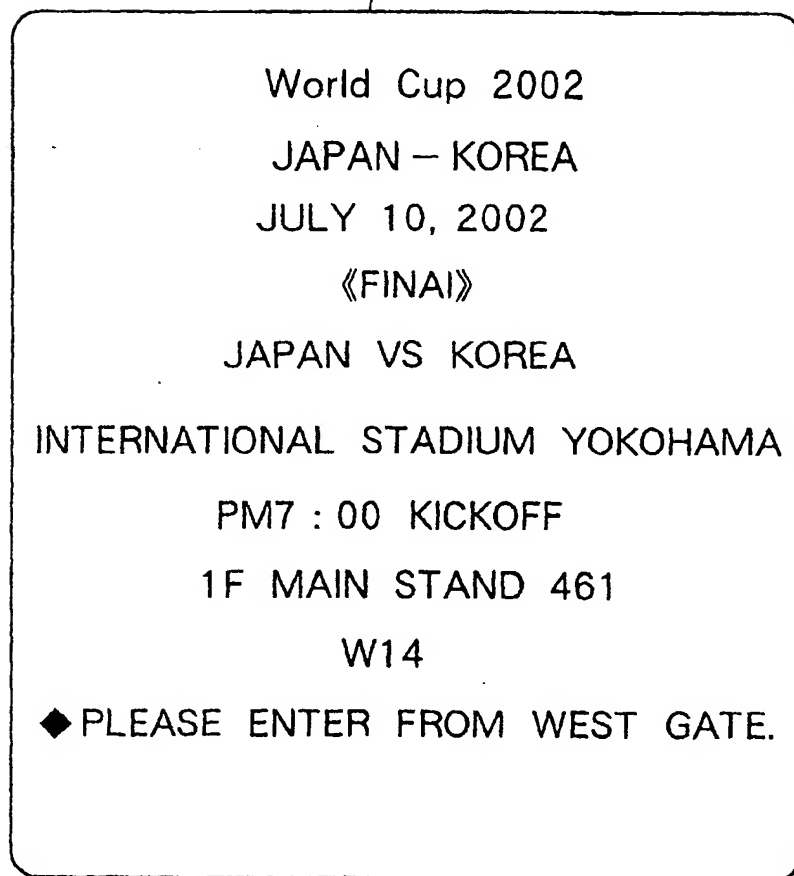 World Cup 2002
JAPAN – KOREA
JULY 10, 2002
《FINAI》
JAPAN VS KOREA
INTERNATIONAL STADIUM YOKOHAMA
PM7 : 00 KICKOFF
1F MAIN STAND 461
W14
◆PLEASE ENTER FROM WEST GATE.